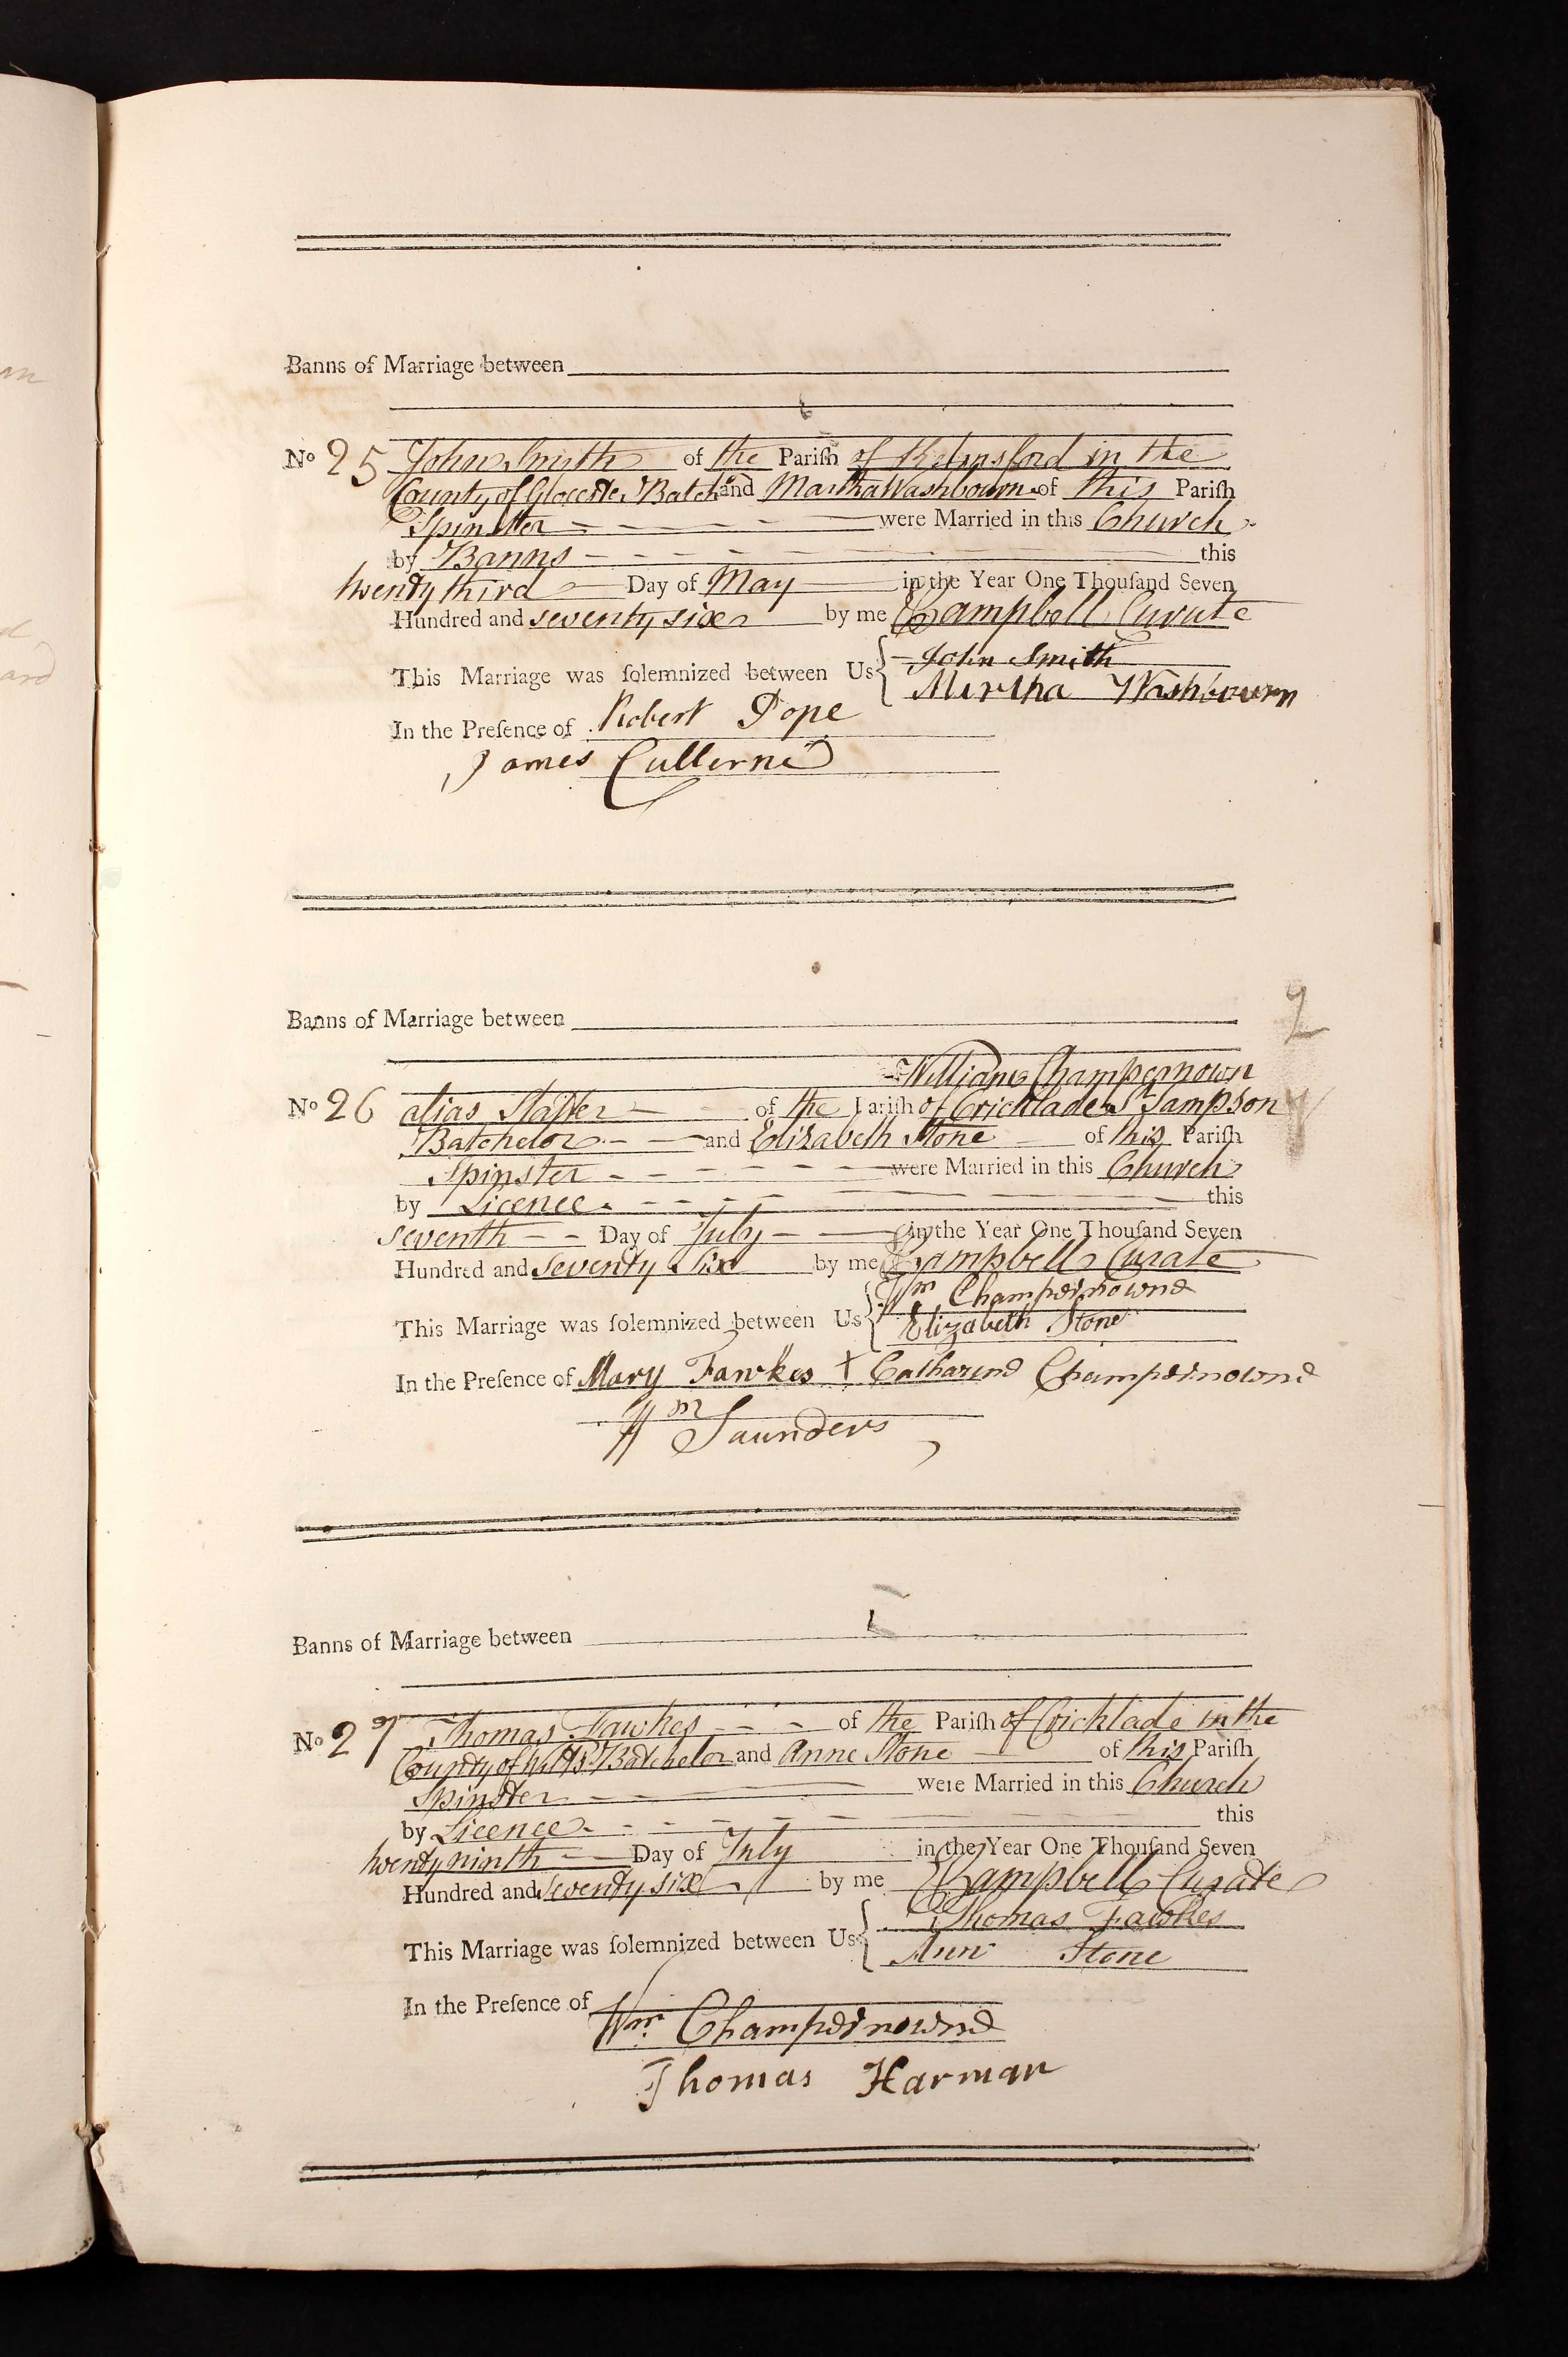 Banns of Marriage between
No 25 John Smith of the Pariſh of Kelmsford in the
County of Glocester Batch and Martha Washbourn of this Pariſh
Spinster were Married in this Church
by Banns this
twenty third Day of May in the Year One Thouſand Seven
Hundred and seventy six by me Campbell Curate
This Marriage was ſolemnized between Us { John Smith
Martha Washbourn
In the Preſence of Robert Pope
James Cullerne
Banns of Marriage between
2
William Champernown
No 26 alias Slatter of the Pariſh of Cricklade St Sampson
Batchelor and Elizabeth Stone of this Pariſh
Spinster were Married in this Church
by Licence this
seventh Day of July in the Year One Thouſand Seven
Hundred and seventy six by me Campbell Curate
This Marriage was ſolemnized between Us { Wm Champernowne
Elizabeth Stone
In the Preſence of Mary Fawkes + Catharine Champernowne
Wm Saunders
Banns of Marriage between
No 27 Thomas Fawkes of the Pariſh of Cricklade in the
County of Wilts Batchelor and Anne Stone of this Pariſh
Spinster were Married in this Church
by Licence this
twenty ninth Day of July in the Year One Thouſand Seven
Hundred and seventy six by me Campbell Curate
This Marriage was ſolemnized between Us { Thomas Fawkes
Ann Stone
In the Preſence of Wm Champernowne
Thomas Harman